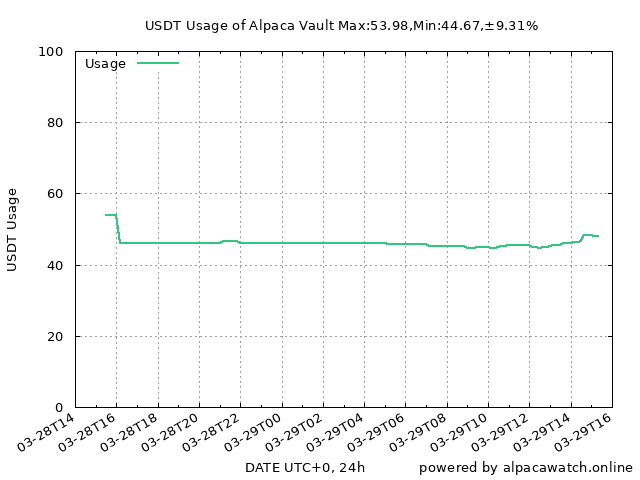 USDT Usage of Alpaca Vault Max:53.98,Min:44.67,±9.31%
100
80
60
40
20
0
USDT Usage
Usage
03-28T14
03-28T16
03-28T18
03-28T20
03-28T22
03-29T00
03-29T02
03-29T04
03-29T06
03-29T08
03-29T10
03-29T12
03-29T14
03-29T16
DATE UTC+0, 24h
powered by alpacawatch.online